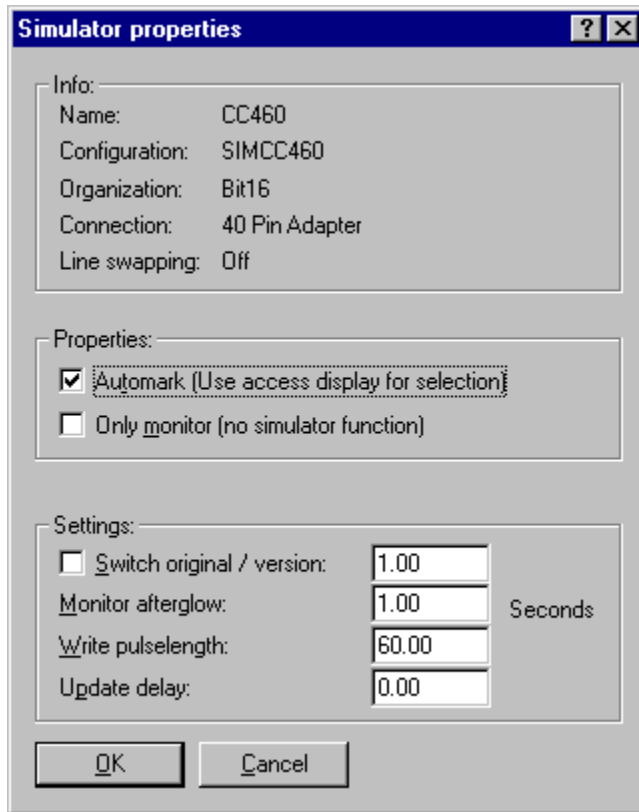 Simulator properties
Info:
Name: CC460
Configuration: SIMCC460
Organization: Bit16
Connection: 40 Pin Adapter
Line swapping: Off
Properties:
Automark (Use access display for selection)
Only monitor (no simulator function)
Settings:
Switch original / version: 1.00
Monitor afterglow: 1.00 Seconds
Write pulselength: 60.00
Update delay: 0.00
OK Cancel